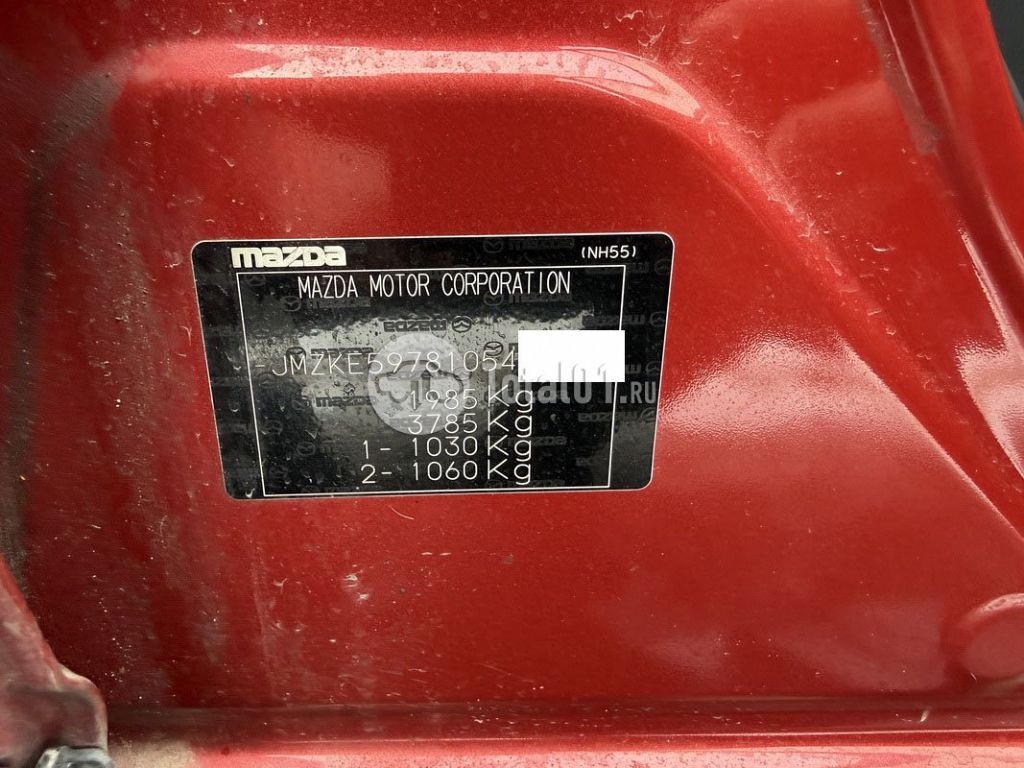 mazda (NH55)
MAZDA MOTOR CORPORATION
JMZKE59781054
1985 Kg
3785 Kg
1- 1030 Kg
2- 1060 Kg